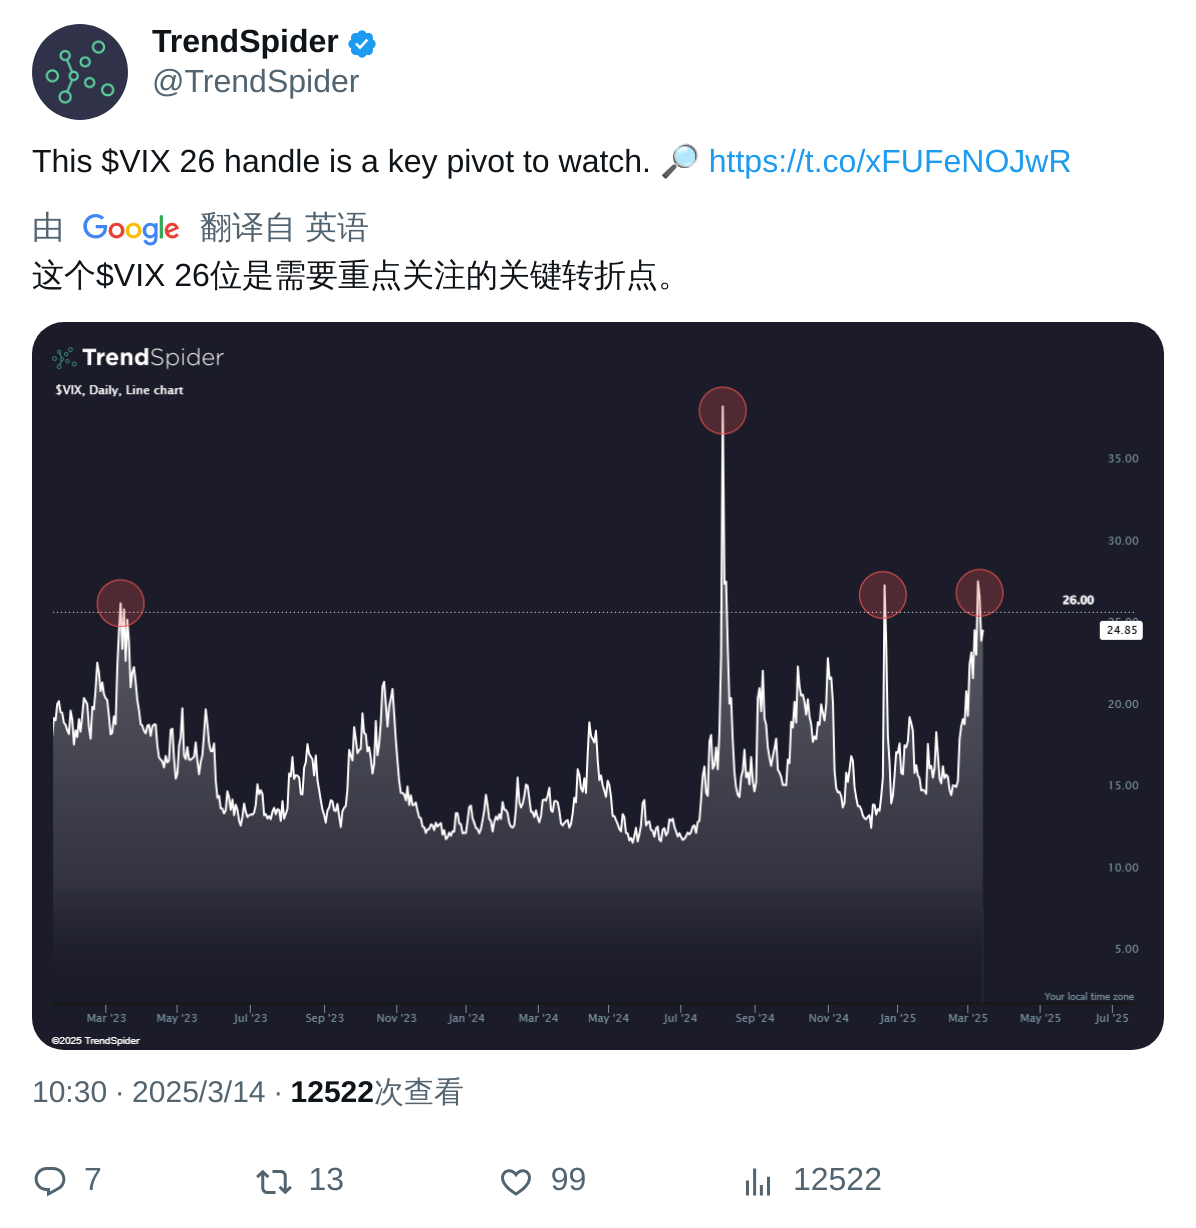 TrendSpider
@TrendSpider
This $VIX 26 handle is a key pivot to watch. 🔎 https://t.co/xFUFeNOJwR
由 Google 翻译自 英语
这个$VIX 26位是需要重点关注的关键转折点。
TrendSpider
$VIX, Daily, Line chart
35.00
30.00
26.00
25.00
24.85
20.00
15.00
10.00
5.00
Your local time zone
Mar '23 May '23 Jul '23 Sep '23 Nov '23 Jan '24 Mar '24 May '24 Jul '24 Sep '24 Nov '24 Jan '25 Mar '25 May '25 Jul '25
©2025 TrendSpider
10:30 · 2025/3/14 · 12522次查看
7 13 99 12522